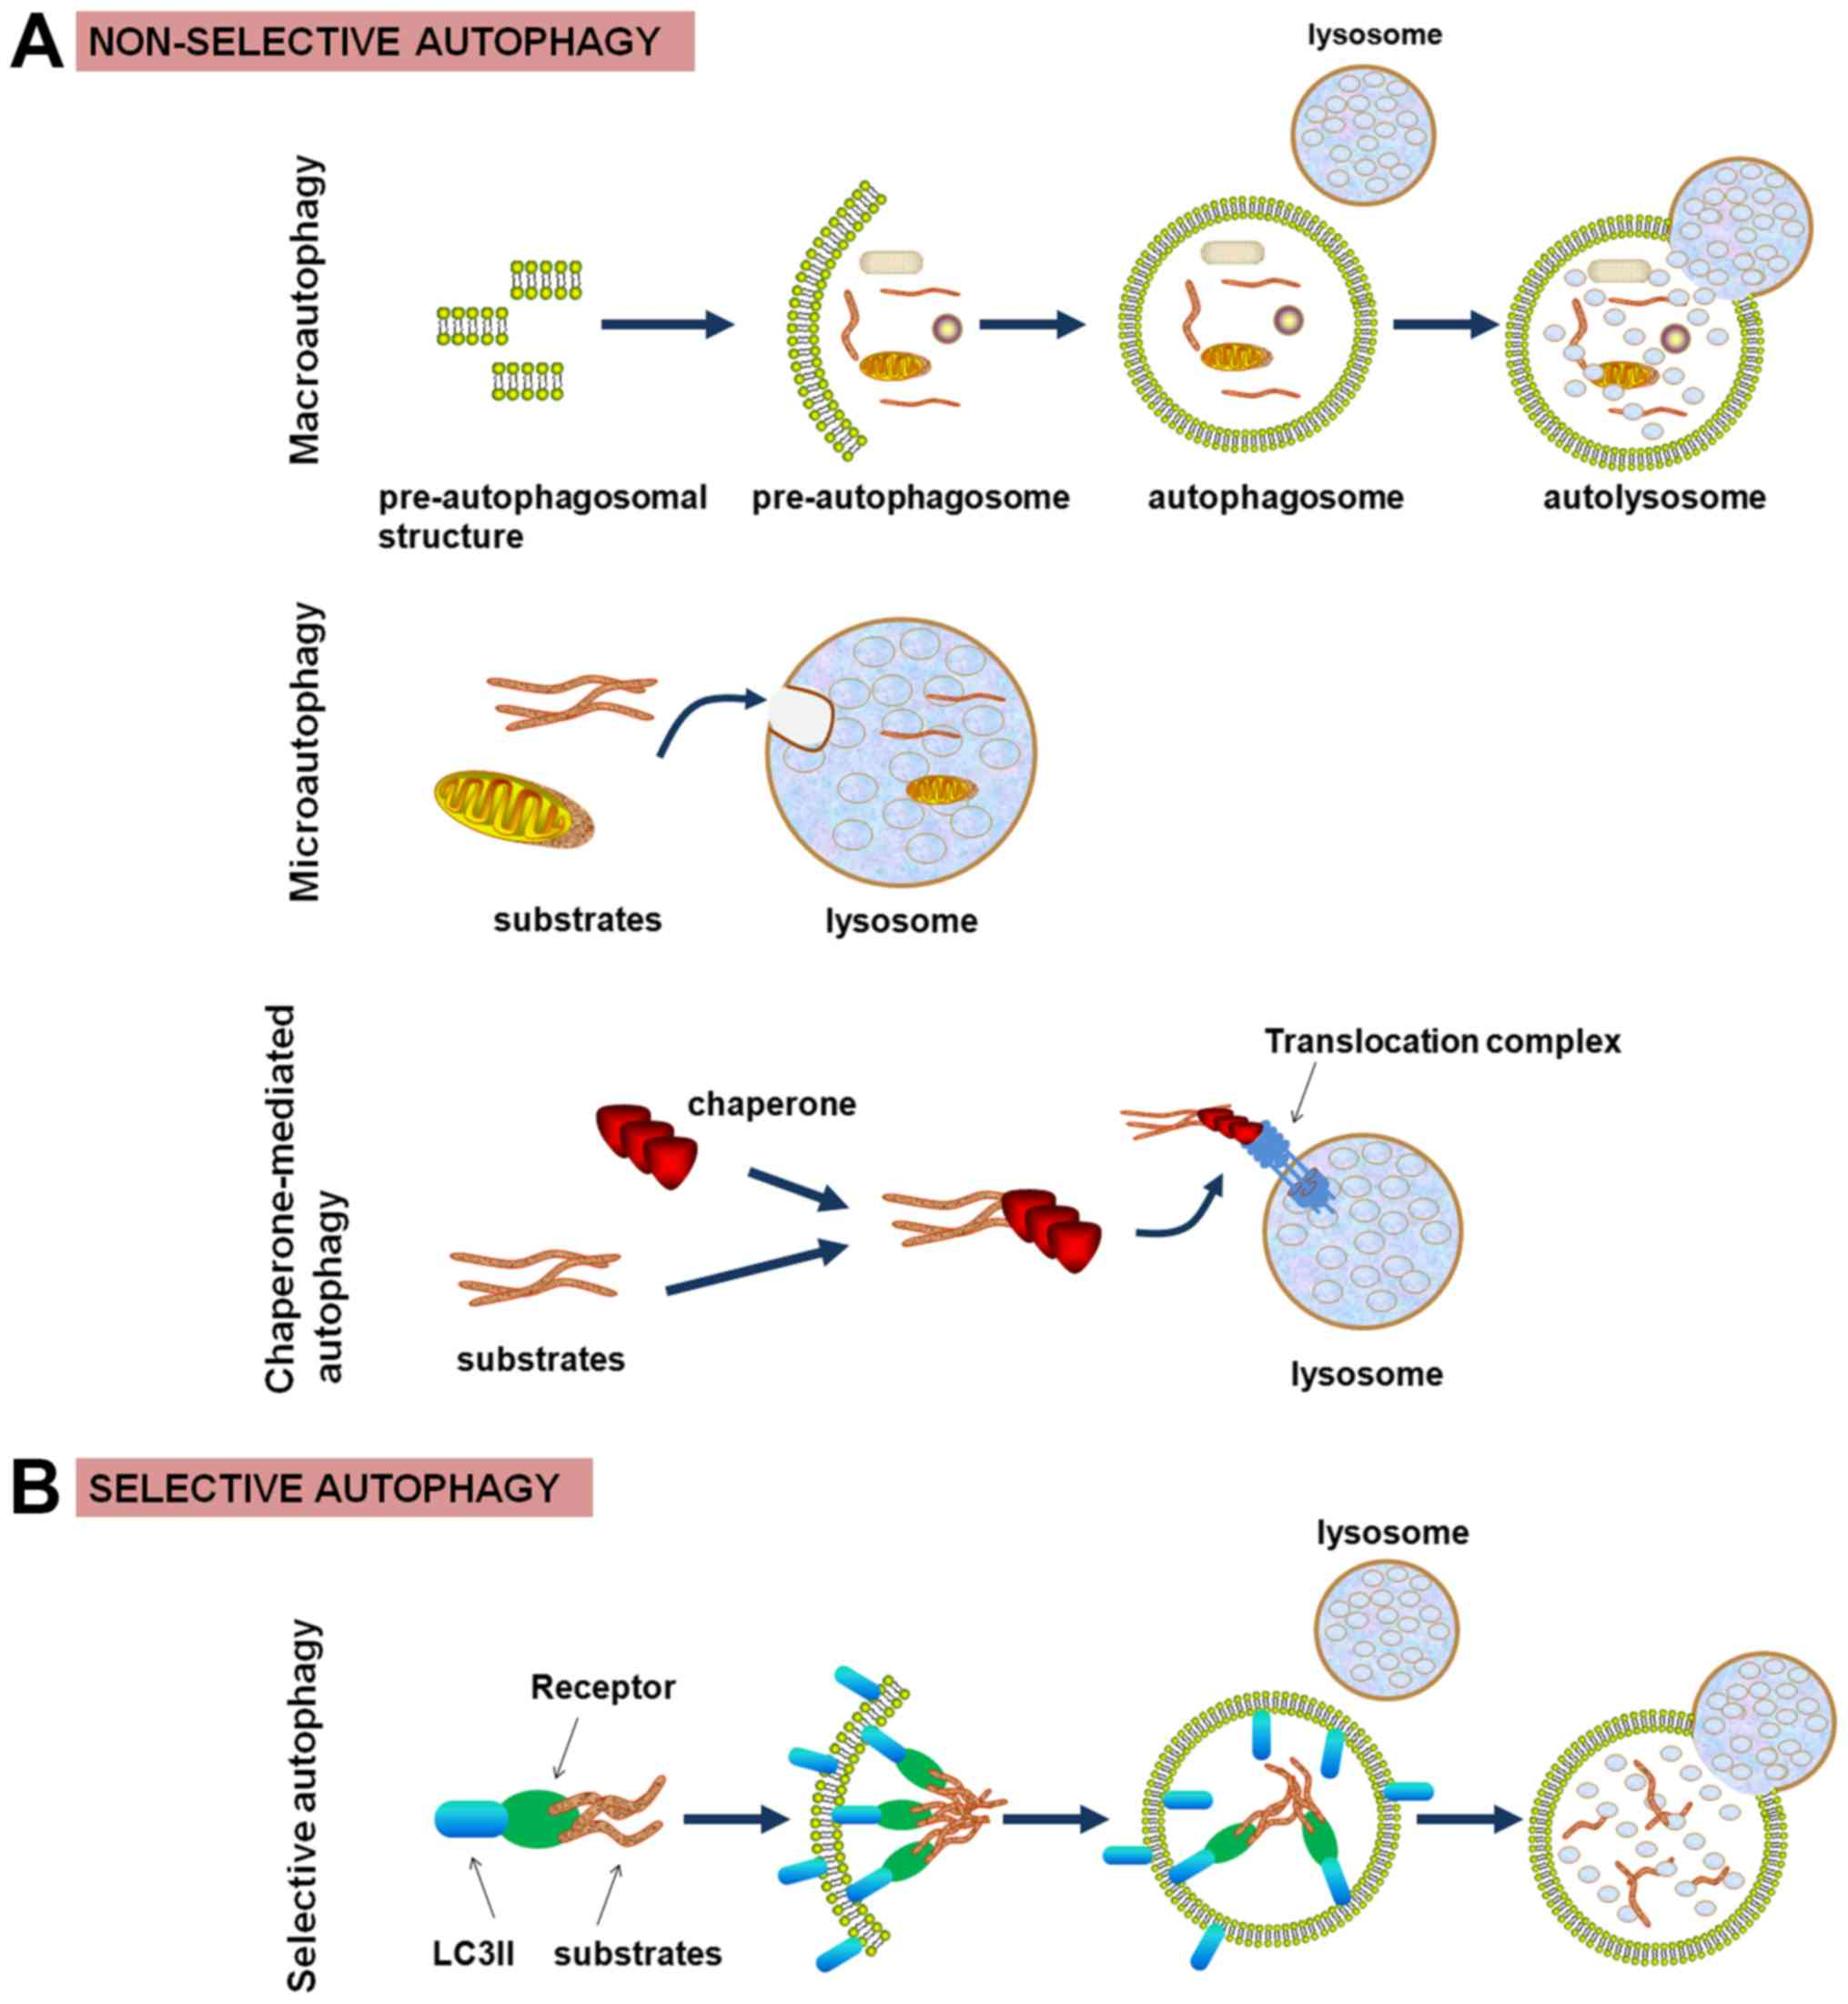 A NON-SELECTIVE AUTOPHAGY
lysosome
Macroautophagy
pre-autophagosomal
structure
pre-autophagosome
autophagosome
autolysosome
Microautophagy
substrates
lysosome
Chaperone-mediated
autophagy
Translocation complex
chaperone
substrates
lysosome
B SELECTIVE AUTOPHAGY
lysosome
Selective autophagy
Receptor
LC3II
substrates